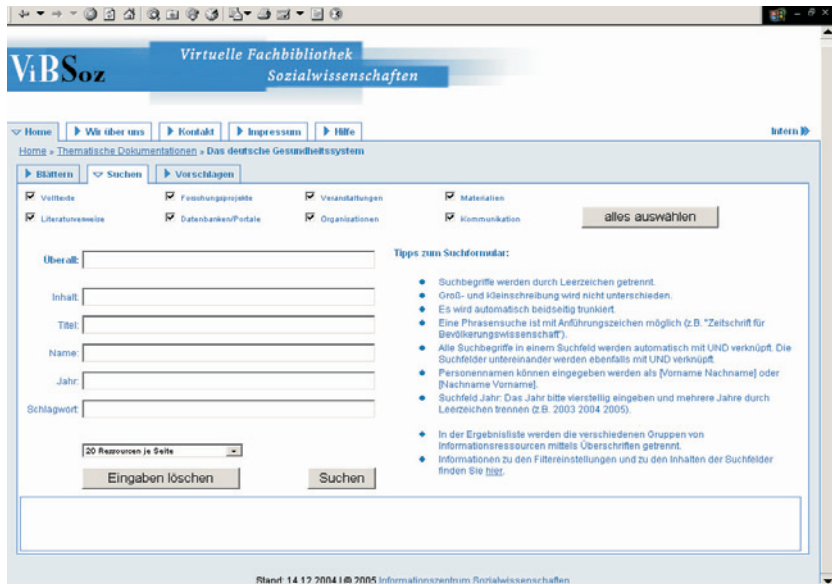 Virtuelle Fachbibliothek
ViBSoz
Sozialwissenschaften
Home
Wir über uns
Kontakt
Impressum
Hilfe
Intern
Home » Thematische Dokumentationen » Das deutsche Gesundheitssystem
Blättern
Suchen
Vorschlagen
Volltexte
Forschungsprojekte
Veranstaltungen
Materialien
Literaturverweise
Datenbanken/Portale
Organisationen
Kommunikation
alles auswählen
Überall:
Inhalt:
Titel:
Name:
Jahr:
Schlagwort:
20 Ressourcen je Seite
Eingaben löschen
Suchen
Tipps zum Suchformular:
Suchbegriffe werden durch Leerzeichen getrennt.
Groß- und Kleinschreibung wird nicht unterschieden.
Es wird automatisch beidseitig trunkiert.
Eine Phrasensuche ist mit Anführungszeichen möglich (z.B. "Zeitschrift für
Bevölkerungswissenschaft").
Alle Suchbegriffe in einem Suchfeld werden automatisch mit UND verknüpft. Die
Suchfelder untereinander werden ebenfalls mit UND verknüpft.
Personennamen können eingegeben werden als [Vorname Nachname] oder
[Nachname Vorname].
Suchfeld Jahr: Das Jahr bitte vierstellig eingeben und mehrere Jahre durch
Leerzeichen trennen (z.B. 2003 2004 2005).
In der Ergebnisliste werden die verschiedenen Gruppen von
Informationsressourcen mittels Überschriften getrennt.
Informationen zu den Filtereinstellungen und zu den Inhalten der Suchfelder
finden Sie hier.
Stand: 14.12.2004 | © 2005 Informationszentrum Sozialwissenschaften